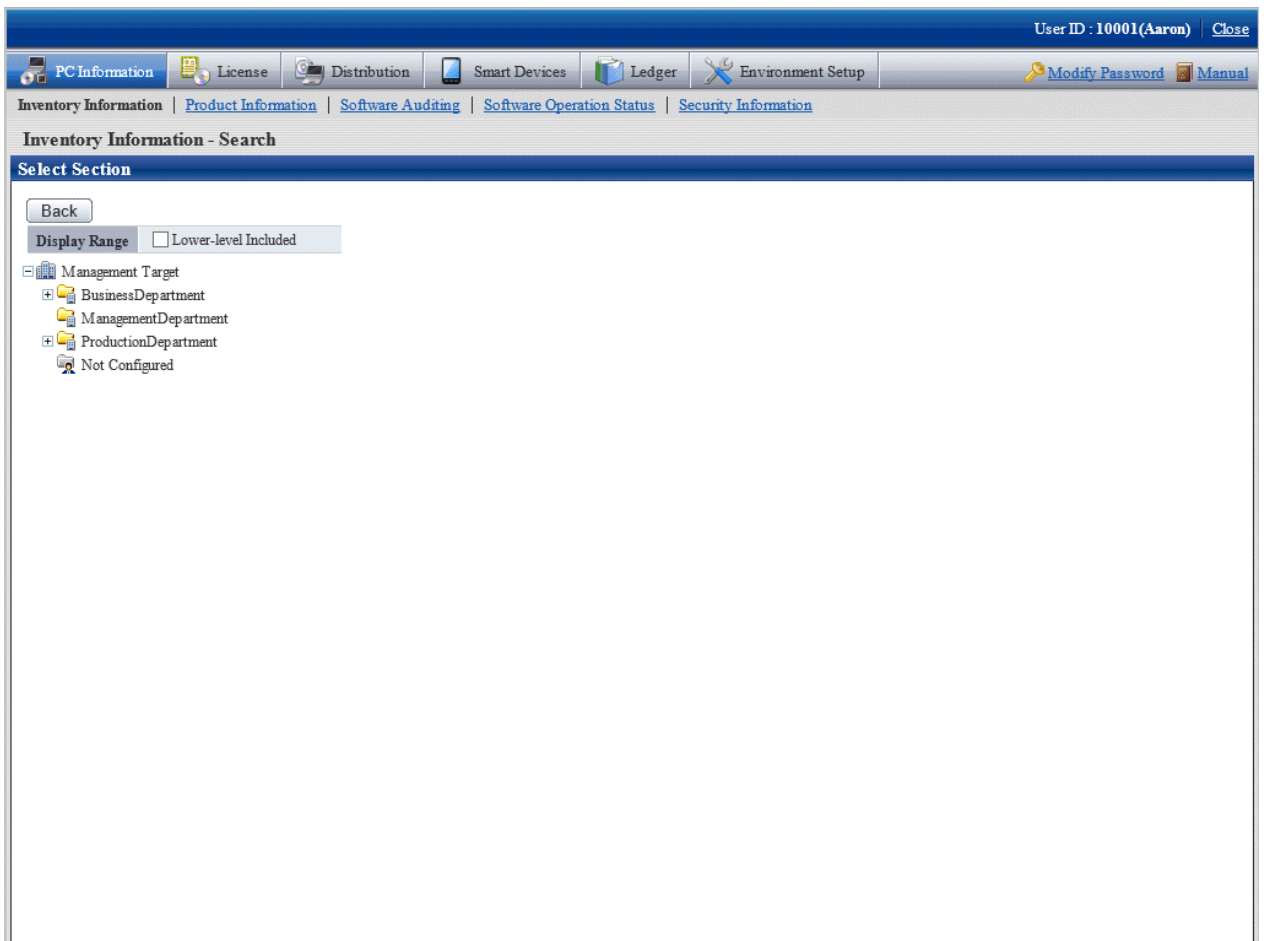 User ID : 10001(Aaron) Close
PC Information License Distribution Smart Devices Ledger Environment Setup Modify Password Manual
Inventory Information | Product Information | Software Auditing | Software Operation Status | Security Information
Inventory Information - Search
Select Section
Back
Display Range Lower-level Included
Management Target
BusinessDepartment
ManagementDepartment
ProductionDepartment
Not Configured